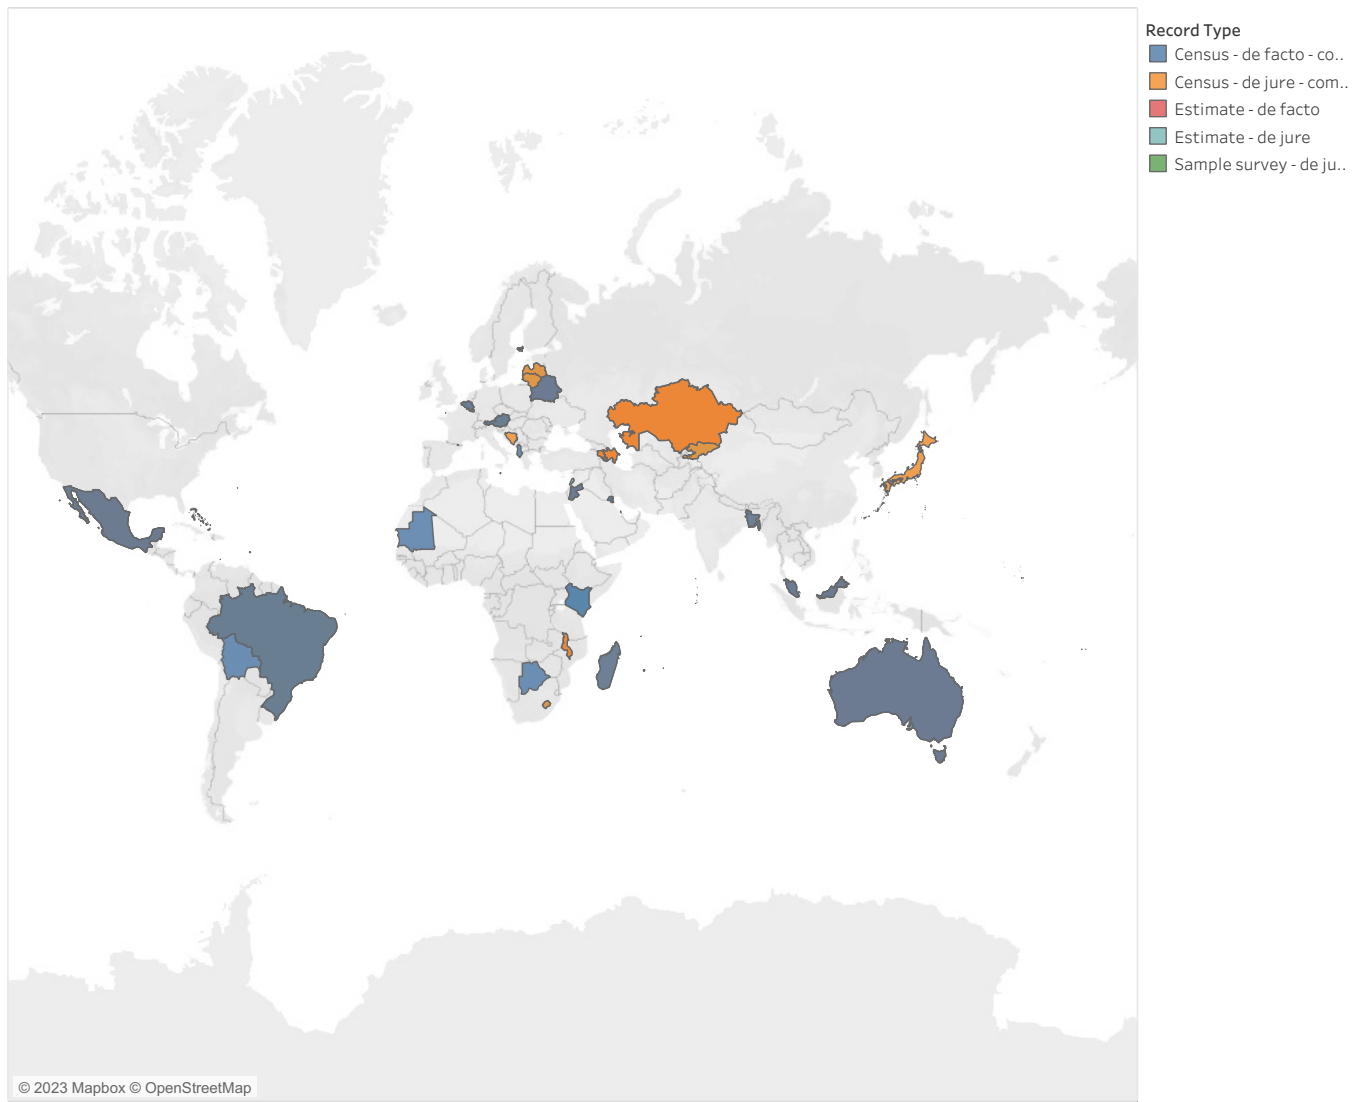 Record Type
Census - de facto - co..
Census - de jure - com..
Estimate - de facto
Estimate - de jure
Sample survey - de ju..
© 2023 Mapbox © OpenStreetMap